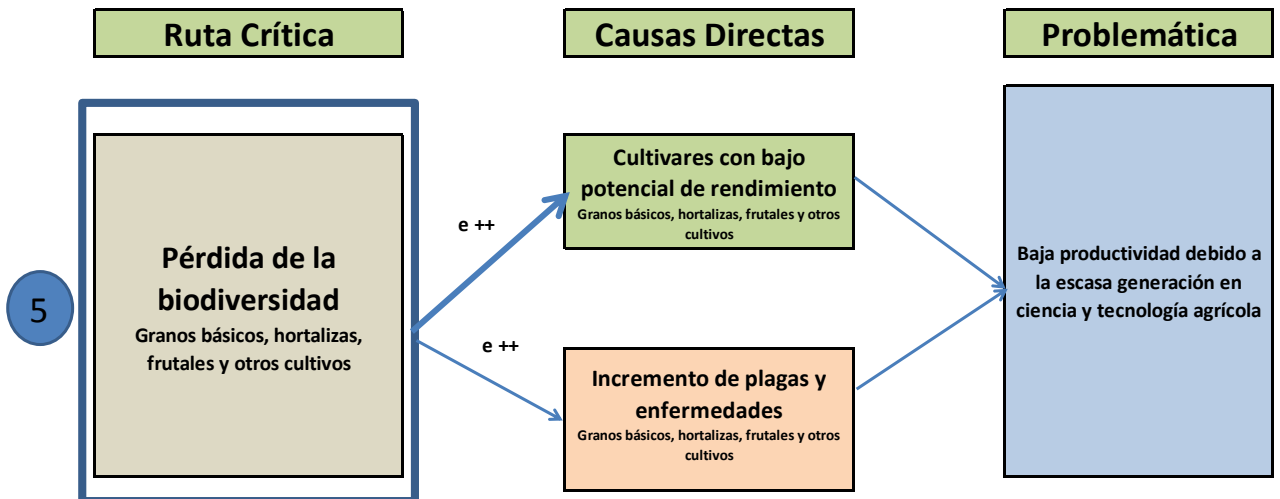 Ruta Crítica
Causas Directas
Problemática
5
Pérdida de la
biodiversidad
Granos básicos, hortalizas,
frutales y otros cultivos
e ++
e ++
Cultivares con bajo
potencial de rendimiento
Granos básicos, hortalizas, frutales y otros
cultivos
Incremento de plagas y
enfermedades
Granos básicos, hortalizas, frutales y otros
cultivos
Baja productividad debido a
la escasa generación en
ciencia y tecnología agrícola